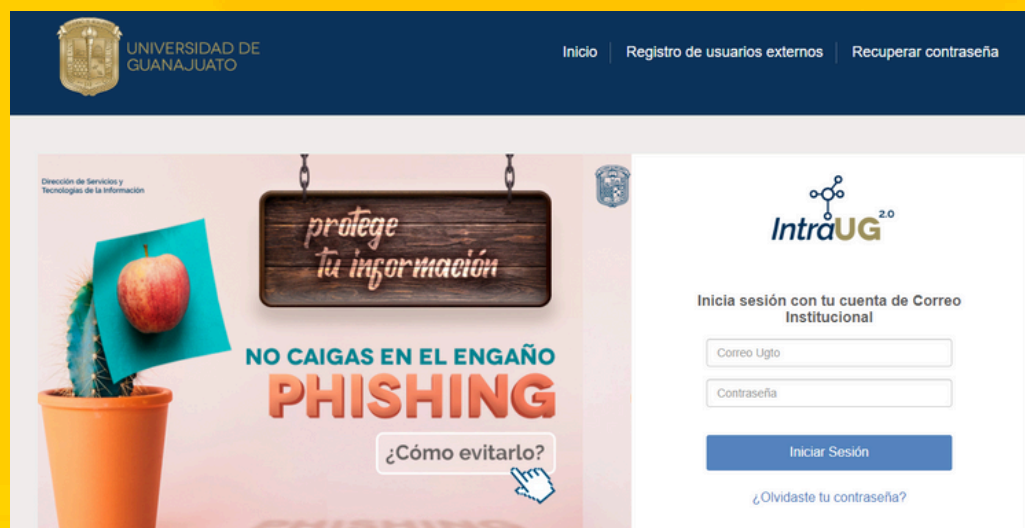 UNIVERSIDAD DE
GUANAJUATO
Inicio
Registro de usuarios externos
Recuperar contraseña
Dirección de Servicios y
Tecnologías de la Información
protege
tu información
NO CAIGAS EN EL ENGAÑO
PHISHING
¿Cómo evitarlo?
PHISHING
IntraUG 2.0
Inicia sesión con tu cuenta de Correo
Institucional
Correo Ugto
Contraseña
Iniciar Sesión
¿Olvidaste tu contraseña?